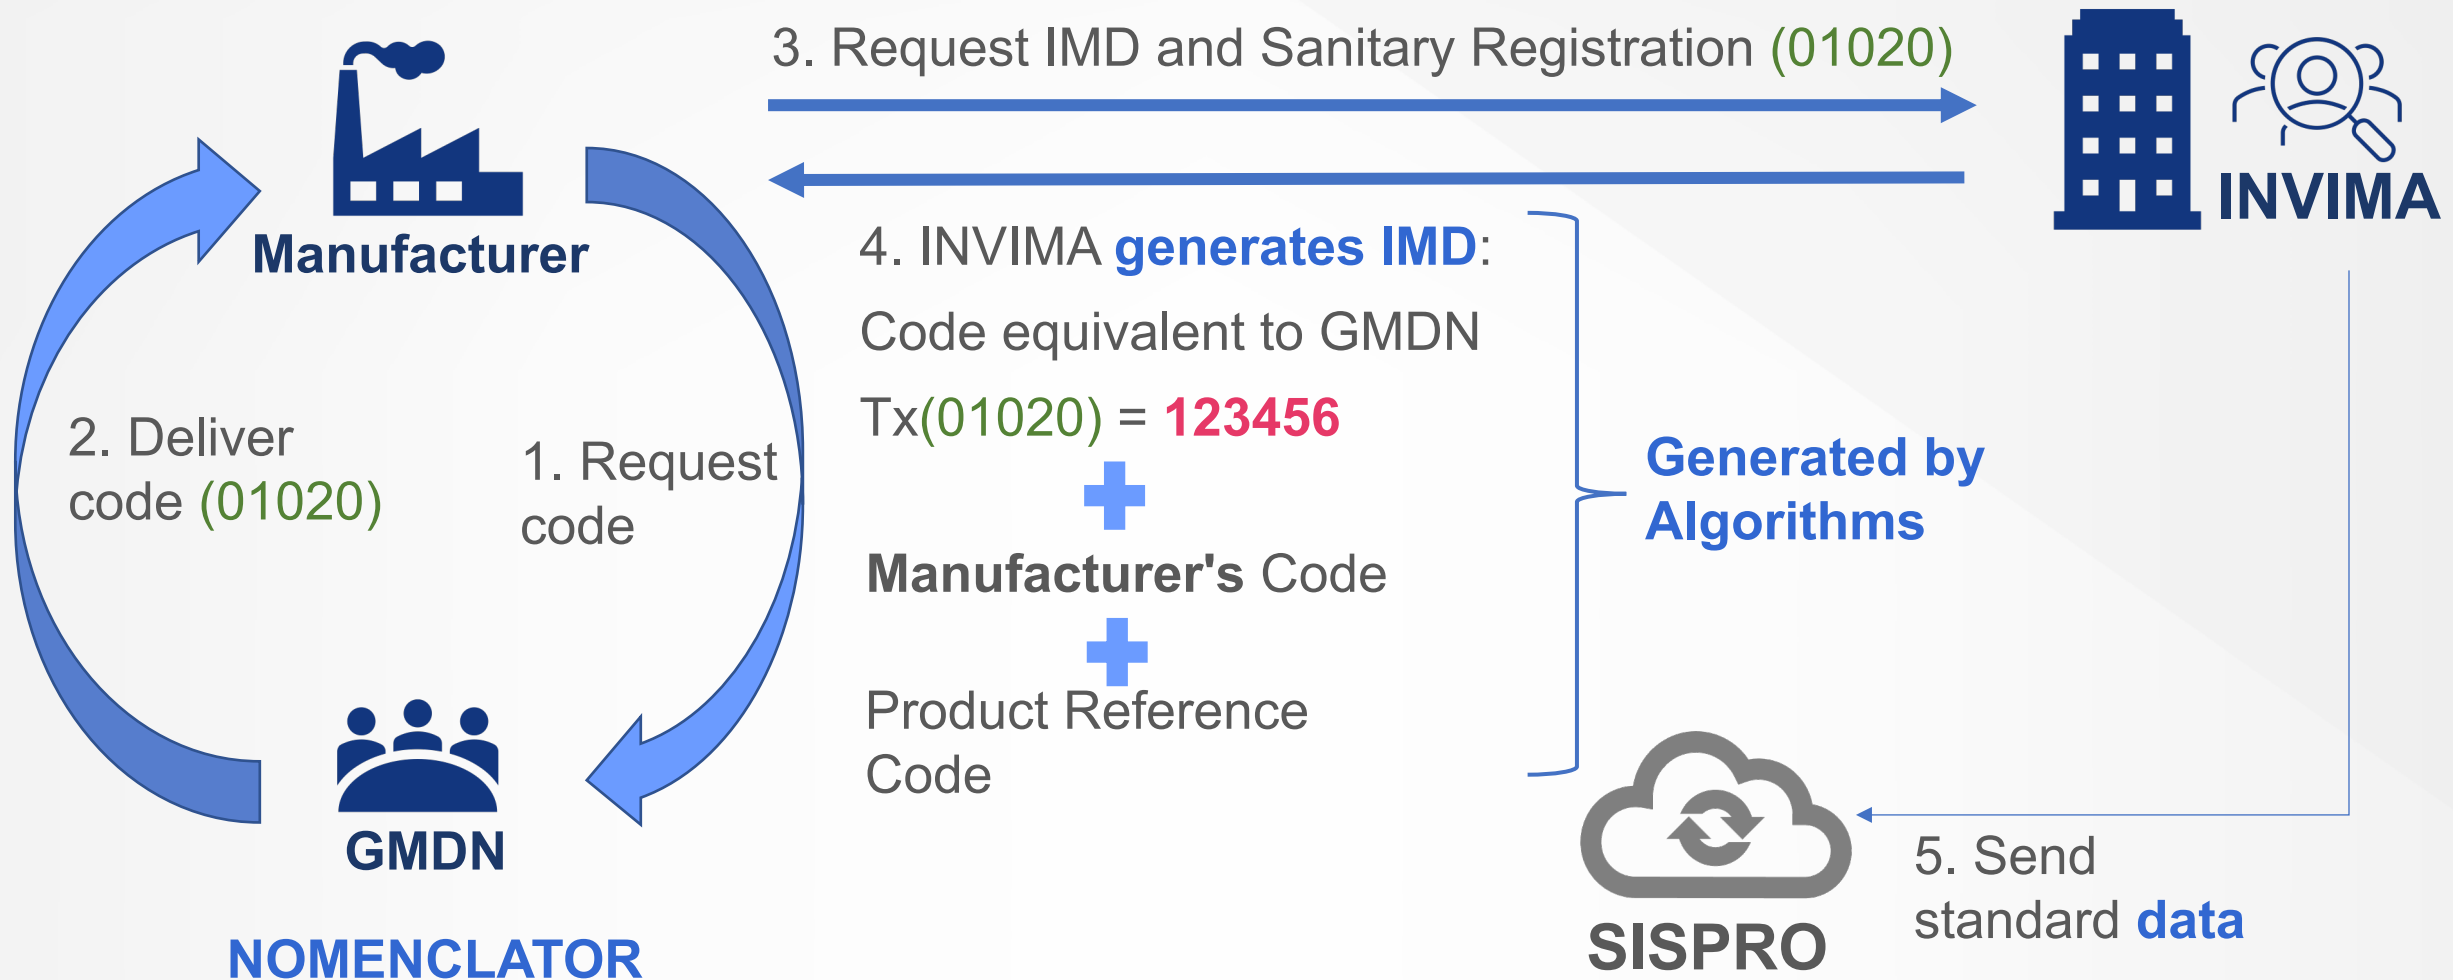 3. Request IMD and Sanitary Registration (01020)
INVIMA
Manufacturer
4. INVIMA generates IMD:
Code equivalent to GMDN
Tx(01020) = 123456
Manufacturer's Code
Product Reference
Code
Generated by
Algorithms
2. Deliver
code (01020)
1. Request
code
GMDN
NOMENCLATOR
SISPRO
5. Send
standard data